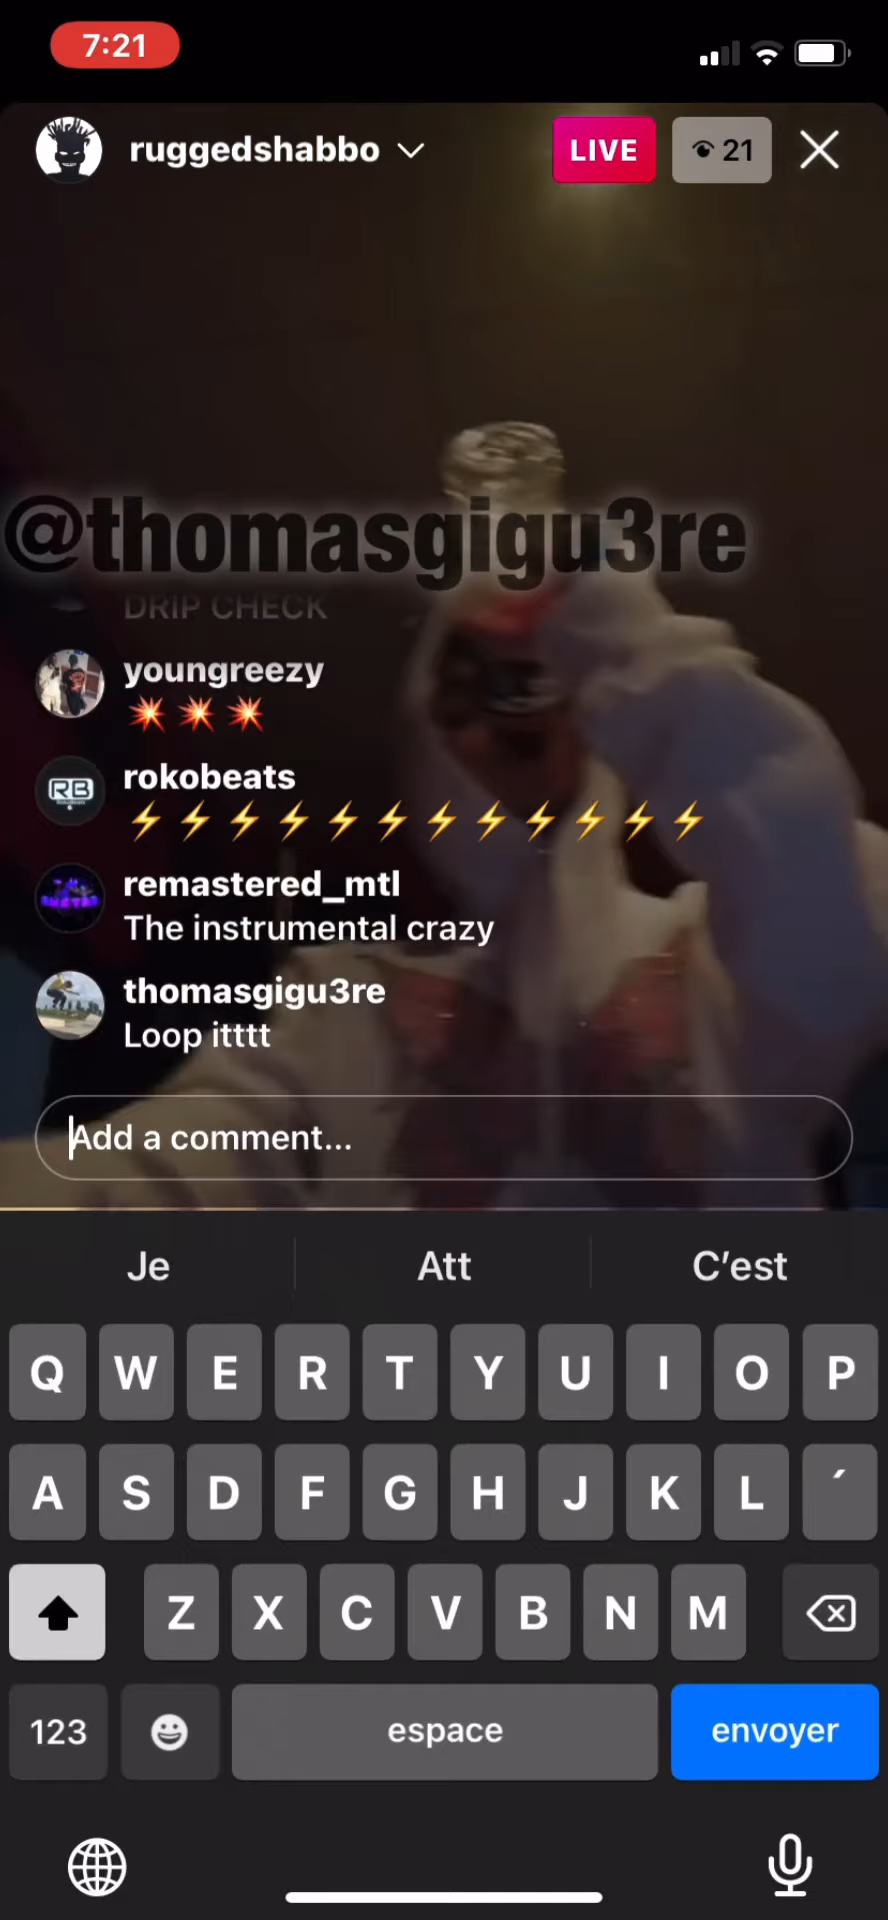 7:21
ruggedshabbo
LIVE
21
@thomasgigu3re
DRIP CHECK
youngreezy
💥 💥 💥
RB
rokobeats
⚡ ⚡ ⚡ ⚡ ⚡ ⚡ ⚡ ⚡ ⚡ ⚡ ⚡ ⚡
remastered_mtl
The instrumental crazy
thomasgigu3re
Loop itttt
Add a comment...
Je Att C'est
Q W E R T Y U I O P
A S D F G H J K L ´
Z X C V B N M
123 espace envoyer